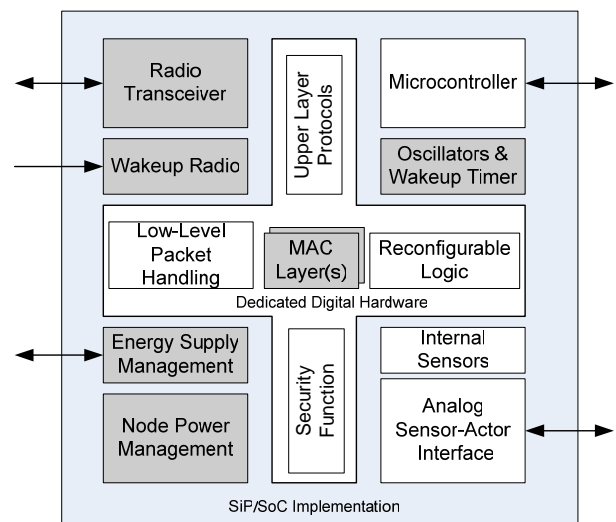 Radio
Transceiver
Upper Layer
Protocols
Microcontroller
Wakeup Radio
Oscillators &
Wakeup Timer
Low-Level
Packet
Handling
MAC
Layer(s)
Reconfigurable
Logic
Dedicated Digital Hardware
Energy Supply
Management
Security
Function
Internal
Sensors
Node Power
Management
Analog
Sensor-Actor
Interface
SiP/SoC Implementation